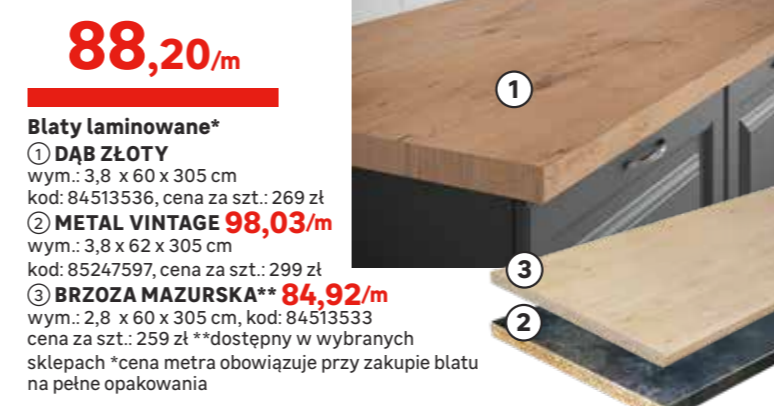 88,20/m
Blaty laminowane*
① DĄB ZŁOTY
wym.: 3,8 x 60 x 305 cm
kod: 84513536, cena za szt.: 269 zł
② METAL VINTAGE 98,03/m
wym.: 3,8 x 62 x 305 cm
kod: 85247597, cena za szt.: 299 zł
③ BRZOZA MAZURSKA** 84,92/m
wym.: 2,8 x 60 x 305 cm, kod: 84513533
cena za szt.: 259 zł **dostępny w wybranych
sklepach *cena metra obowiązuje przy zakupie blatu
na pełne opakowania
1
3
2